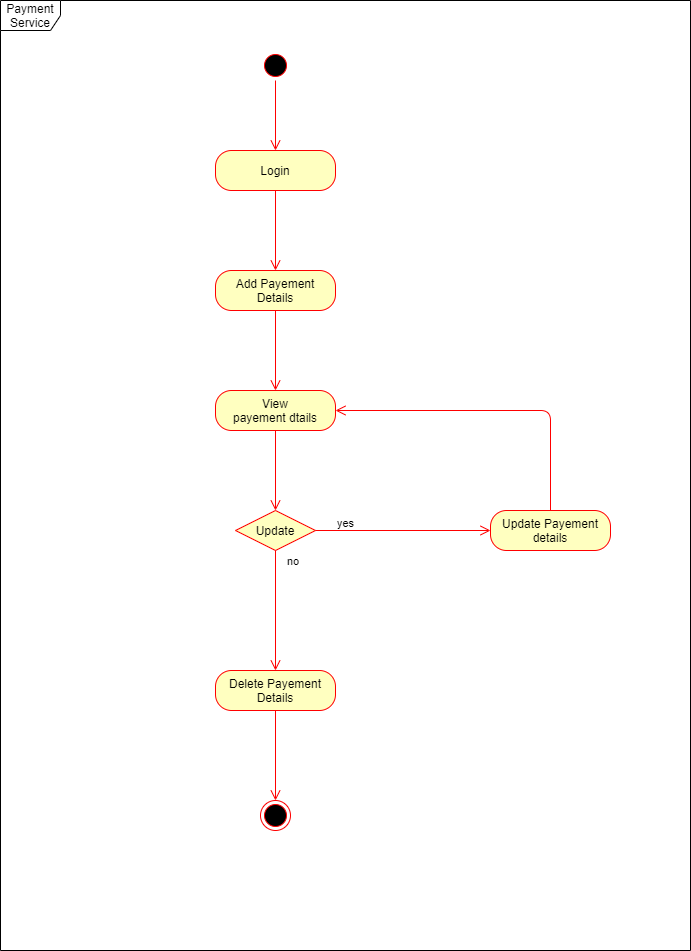 Payment
Service
Login
Add Payement
Details
View
payement dtails
Update
yes
Update Payement
details
no
Delete Payement
Details